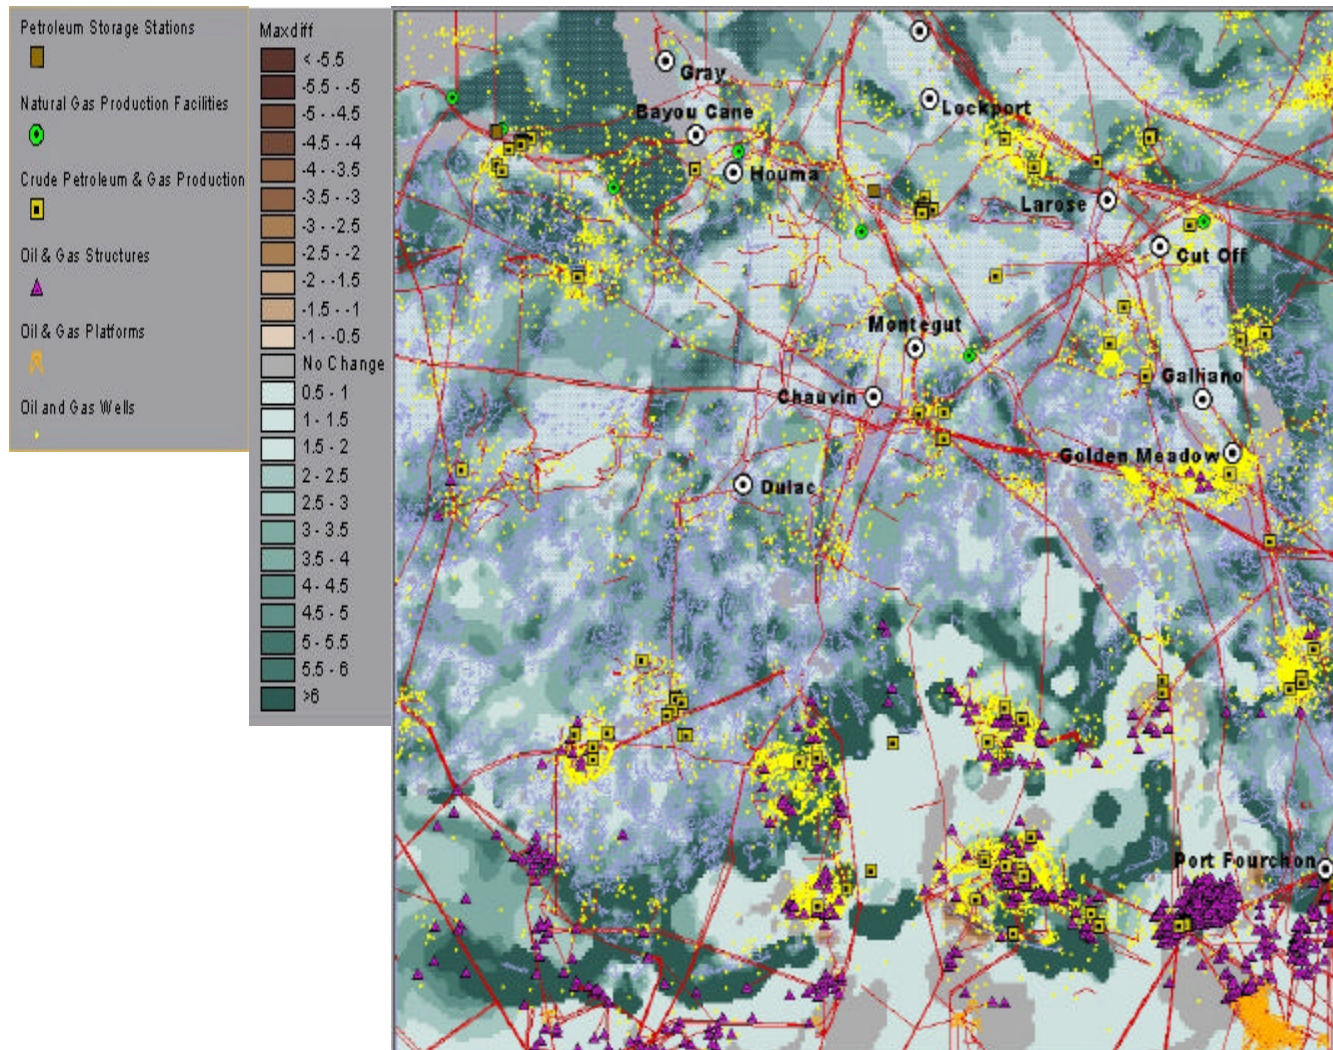 Petroleum Storage Stations
Natural Gas Production Facilities
Crude Petroleum & Gas Production
Oil & Gas Structures
Oil & Gas Platforms
Oil and Gas Wells
Maxdiff
< -5.5
-5.5 - -5
-5 - -4.5
-4.5 - -4
-4 - -3.5
-3.5 - -3
-3 - -2.5
-2.5 - -2
-2 - -1.5
-1.5 - -1
-1 - -0.5
No Change
0.5 - 1
1 - 1.5
1.5 - 2
2 - 2.5
2.5 - 3
3 - 3.5
3.5 - 4
4 - 4.5
4.5 - 5
5 - 5.5
5.5 - 6
>6
Gray
Lockport
Bayou Cane
Houma
Larose
Cut Off
Montegut
Galliano
Chauvin
Golden Meadow
Dulac
Port Fourchon